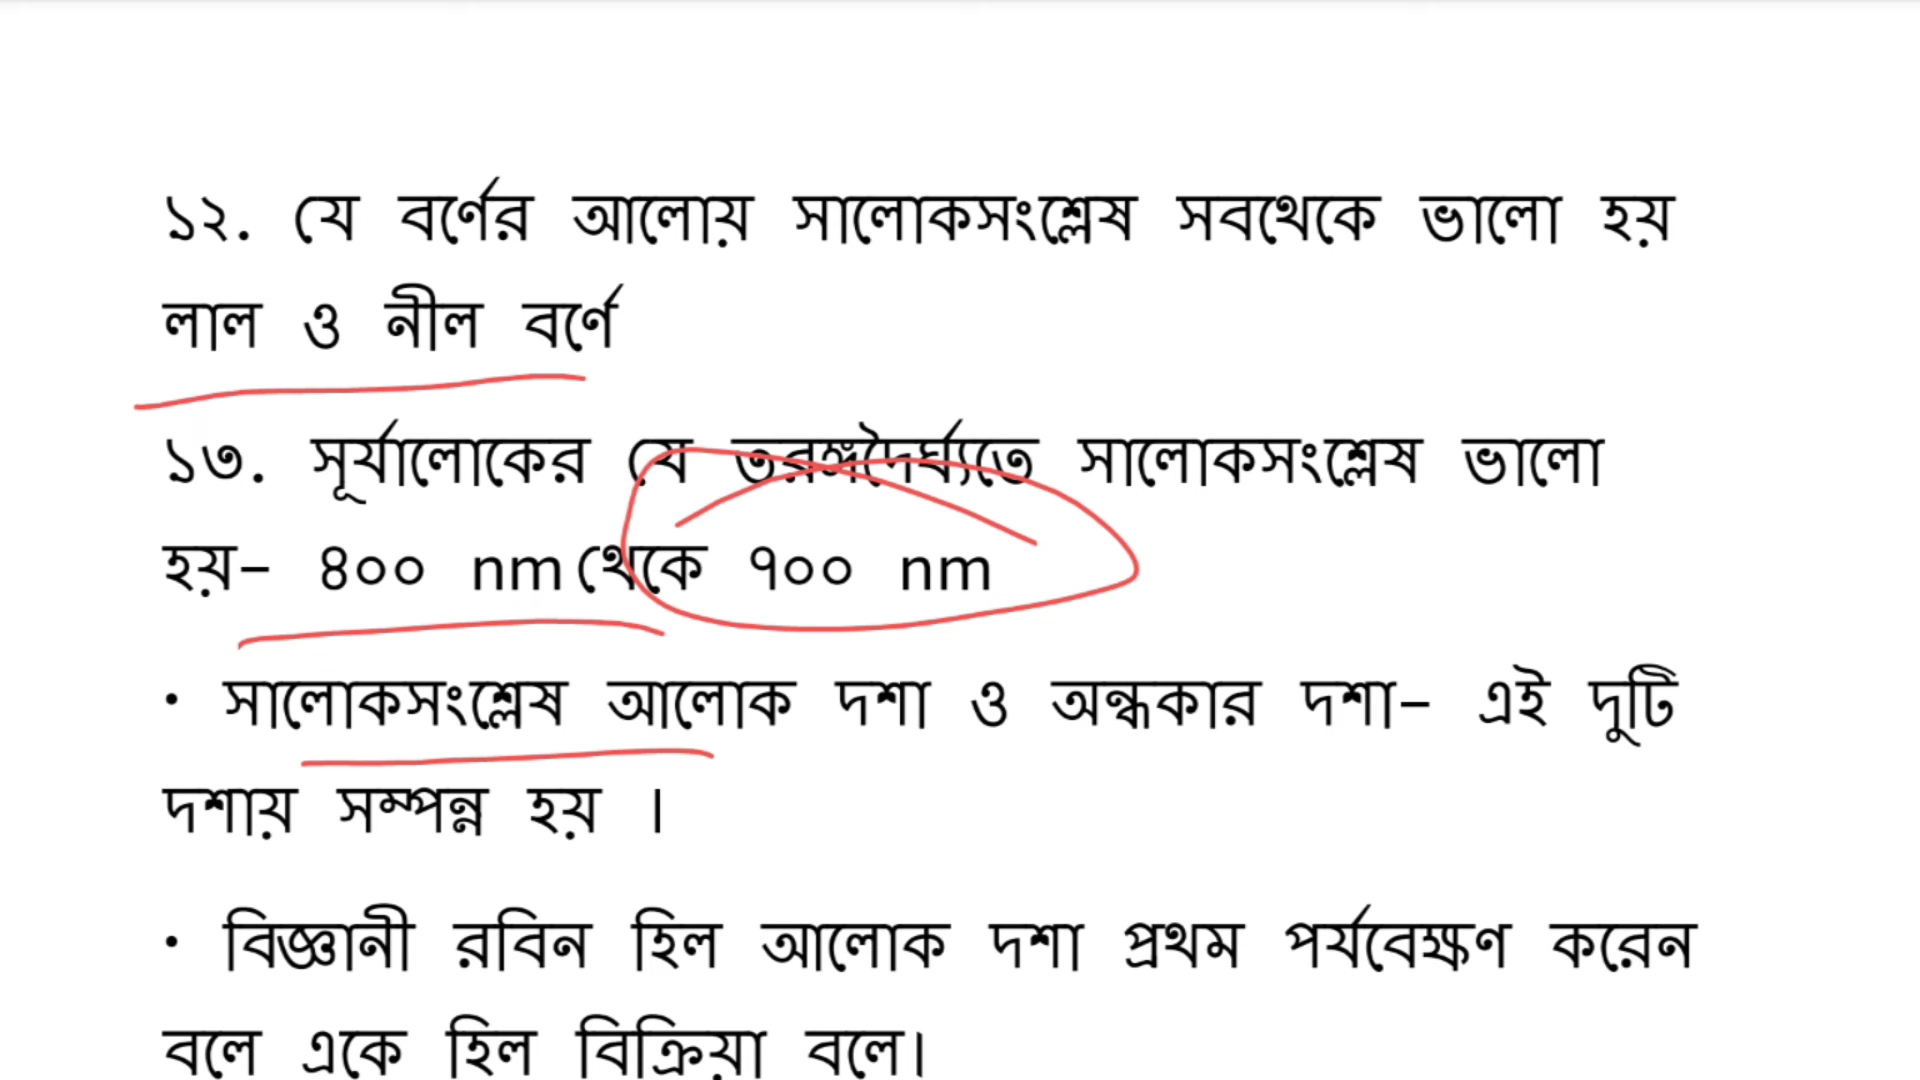 ১২. যে বর্ণের আলোয় সালোকসংশ্লেষ সবথেকে ভালো হয়
লাল ও নীল বর্ণে
১৩. সূর্যালোকের যে তরঙ্গদৈর্ঘ্যতে সালোকসংশ্লেষ ভালো
হয়– ৪০০ nm থেকে ৭০০ nm
• সালোকসংশ্লেষ আলোক দশা ও অন্ধকার দশা– এই দুটি
দশায় সম্পন্ন হয় ।
• বিজ্ঞানী রবিন হিল আলোক দশা প্রথম পর্যবেক্ষণ করেন
বলে একে হিল বিক্রিয়া বলে।